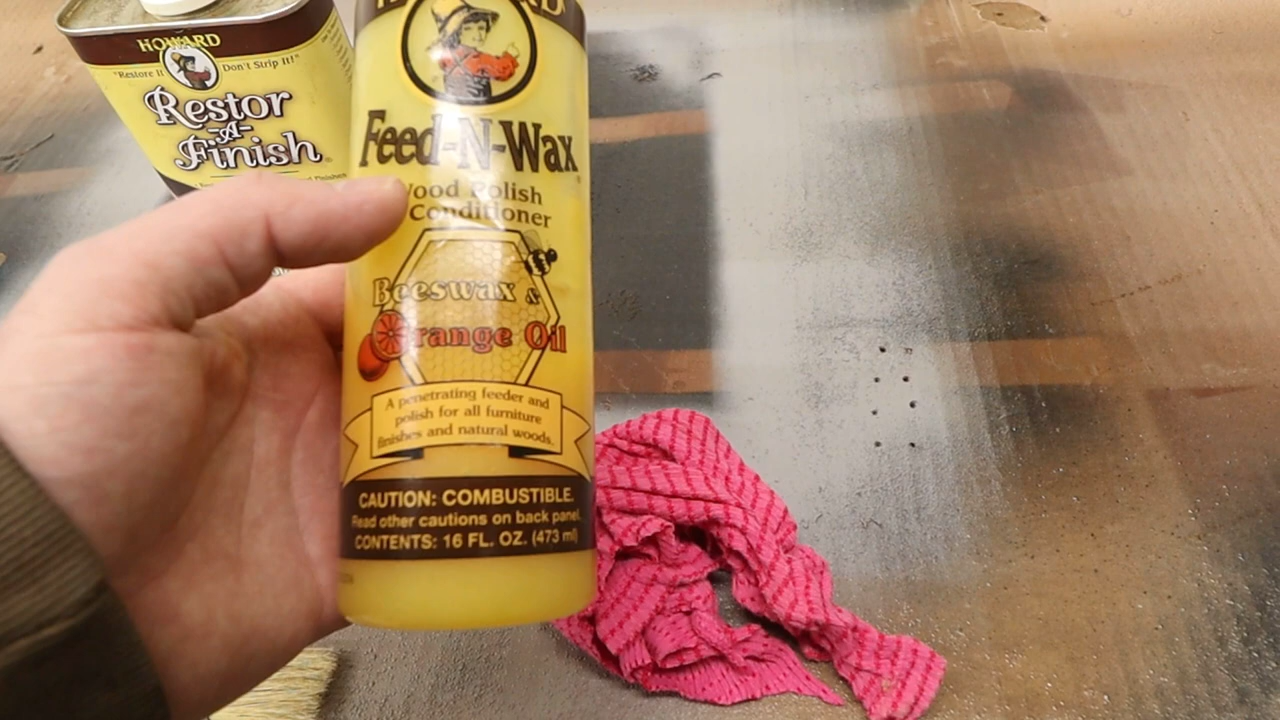 HOWARD
"Restore It Don't Strip It!"
Restor
-A-
Finish
Feed-N-Wax
Wood Polish
Conditioner
Beeswax &
Orange Oil
A penetrating feeder and
polish for all furniture
finishes and natural woods.
CAUTION: COMBUSTIBLE.
Read other cautions on back panel.
CONTENTS: 16 FL. OZ. (473 ml)